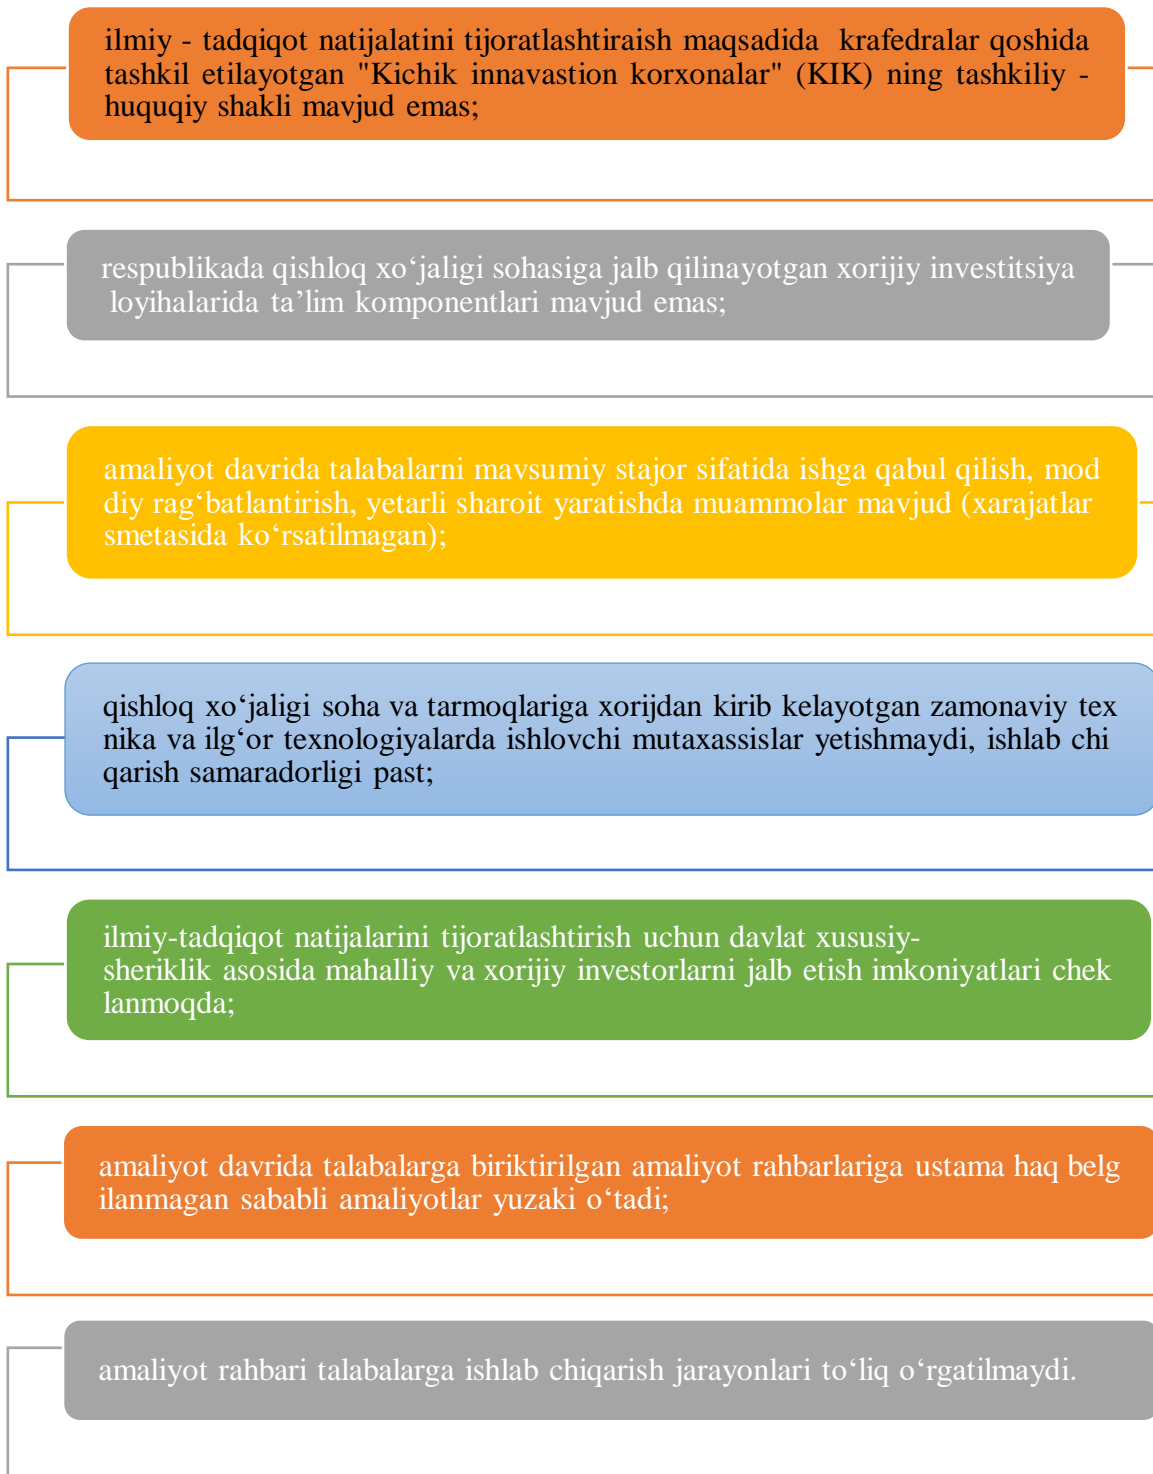 ilmiy - tadqiqot natijalatini tijoratlashtiraish maqsadida krafedralar qoshida
tashkil etilayotgan "Kichik innavastion korxonalar" (KIK) ning tashkiliy -
huquqiy shakli mavjud emas;
respublikada qishloq xo‘jaligi sohasiga jalb qilinayotgan xorijiy investitsiya
loyihalarida ta’lim komponentlari mavjud emas;
amaliyot davrida talabalarni mavsumiy stajor sifatida ishga qabul qilish, mod
diy rag‘batlantirish, yetarli sharoit yaratishda muammolar mavjud (xarajatlar
smetasida ko‘rsatilmagan);
qishloq xo‘jaligi soha va tarmoqlariga xorijdan kirib kelayotgan zamonaviy tex
nika va ilg‘or texnologiyalarda ishlovchi mutaxassislar yetishmaydi, ishlab chi
qarish samaradorligi past;
ilmiy-tadqiqot natijalarini tijoratlashtirish uchun davlat xususiy-
sheriklik asosida mahalliy va xorijiy investorlarni jalb etish imkoniyatlari chek
lanmoqda;
amaliyot davrida talabalarga biriktirilgan amaliyot rahbarlariga ustama haq belg
ilanmagan sababli amaliyotlar yuzaki o‘tadi;
amaliyot rahbari talabalarga ishlab chiqarish jarayonlari to‘liq o‘rgatilmaydi.